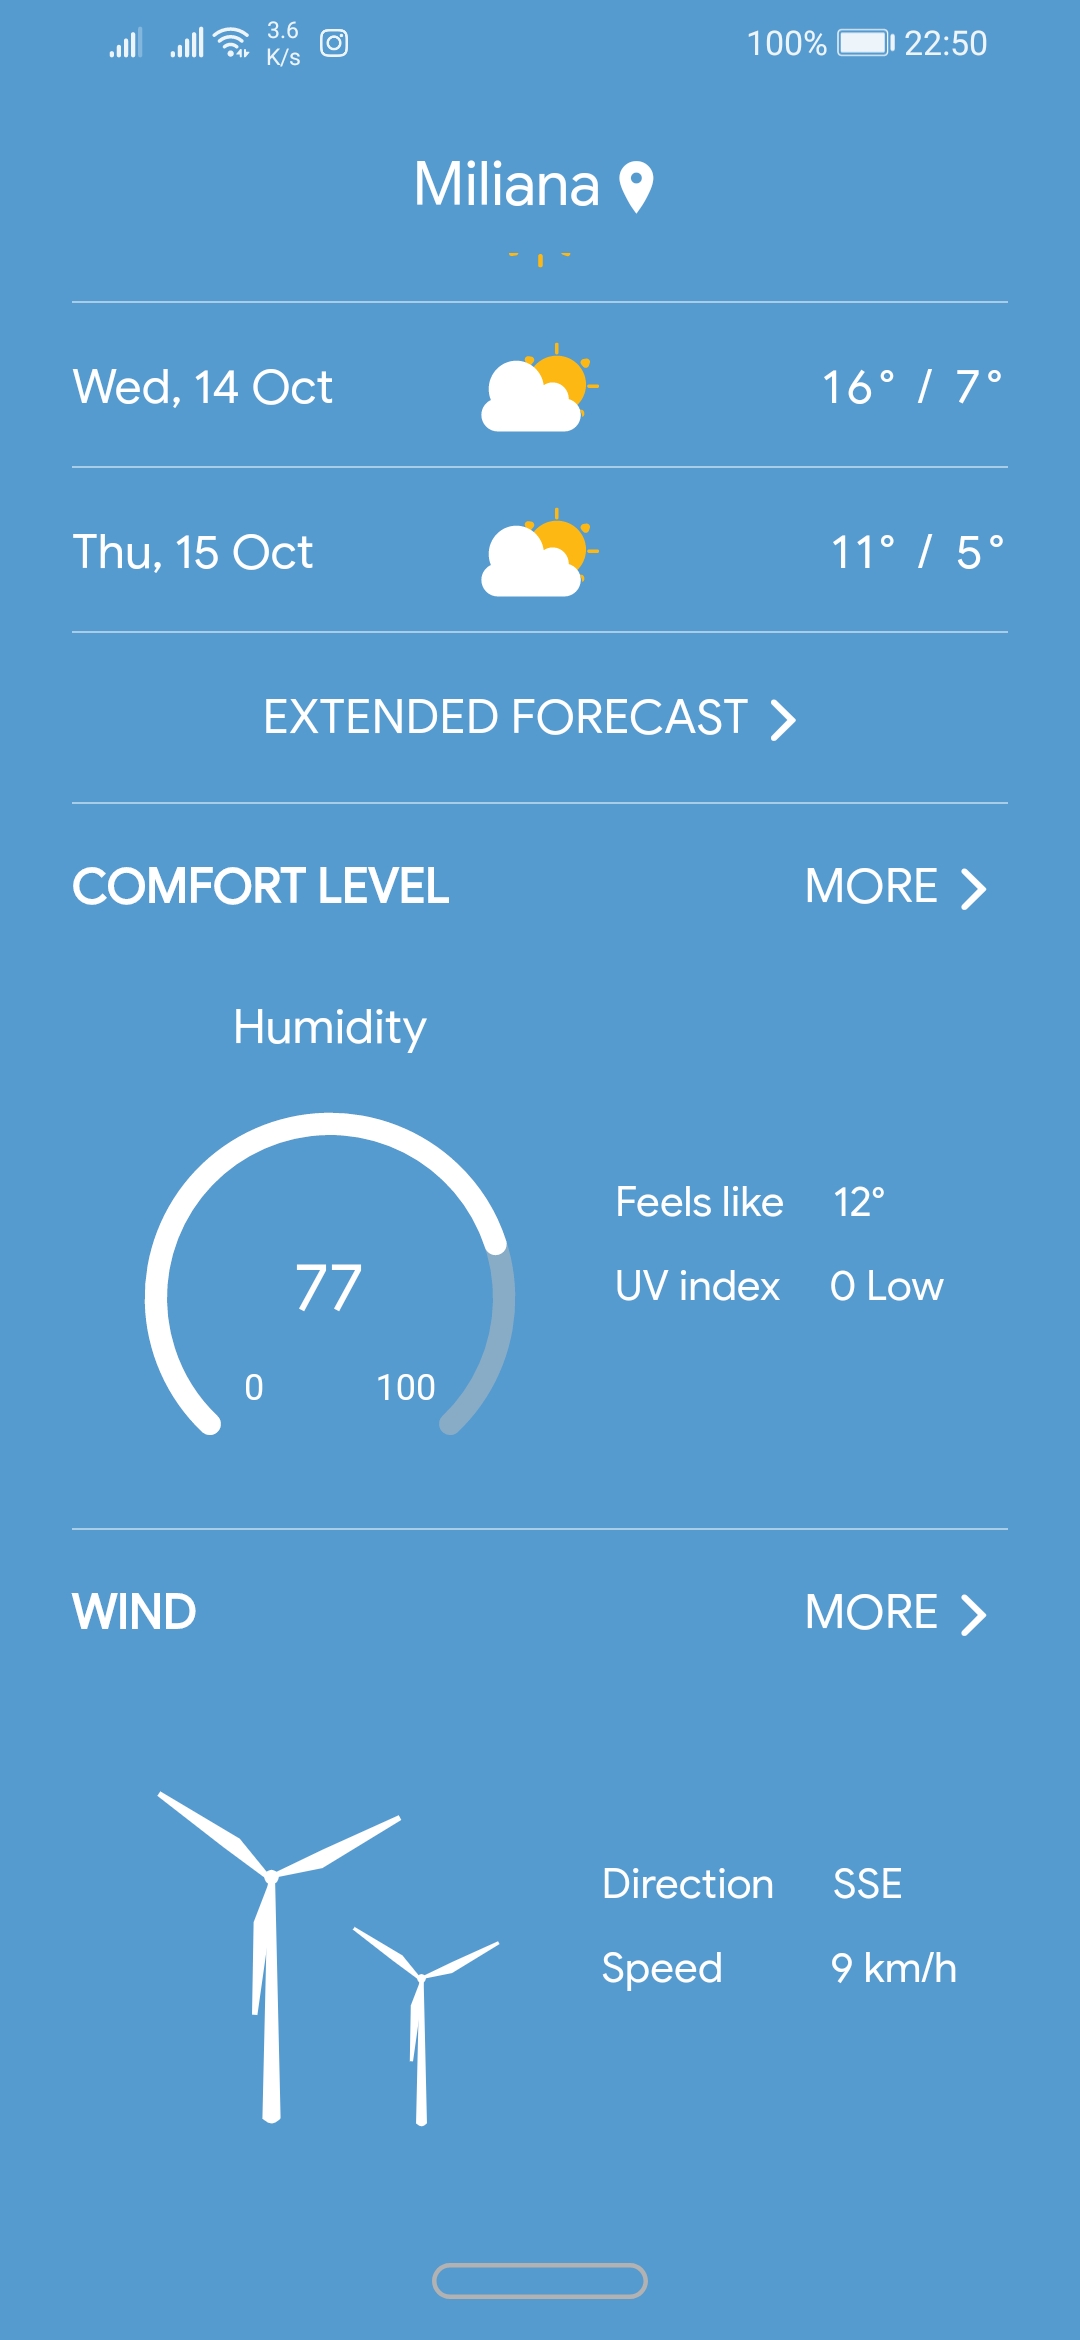 3.6
K/s
100% 22:50
Miliana
Wed, 14 Oct 16° / 7°
Thu, 15 Oct 11° / 5°
EXTENDED FORECAST
COMFORT LEVEL MORE
Humidity
77
0 100
Feels like 12°
UV index 0 Low
WIND MORE
Direction SSE
Speed 9 km/h